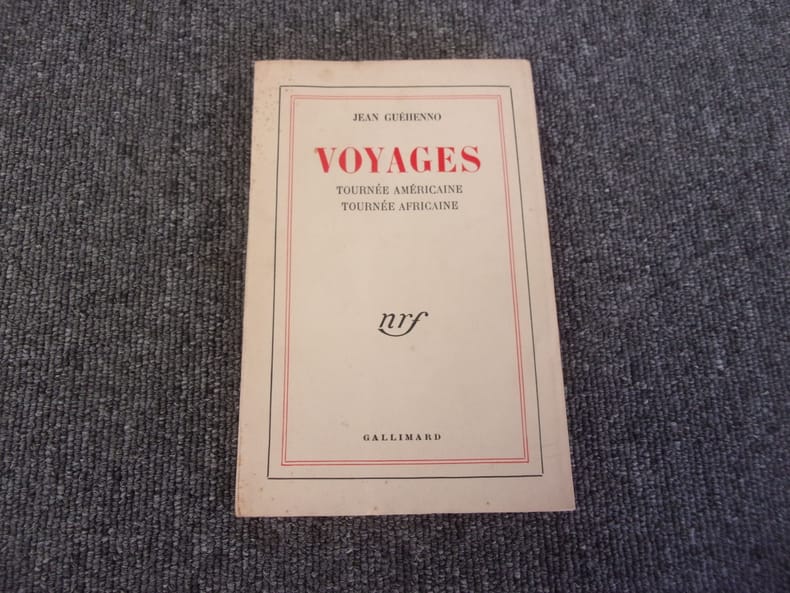 JEAN GUÉHENNO
VOYAGES
TOURNÉE AMÉRICAINE
TOURNÉE AFRICAINE
nrf
GALLIMARD